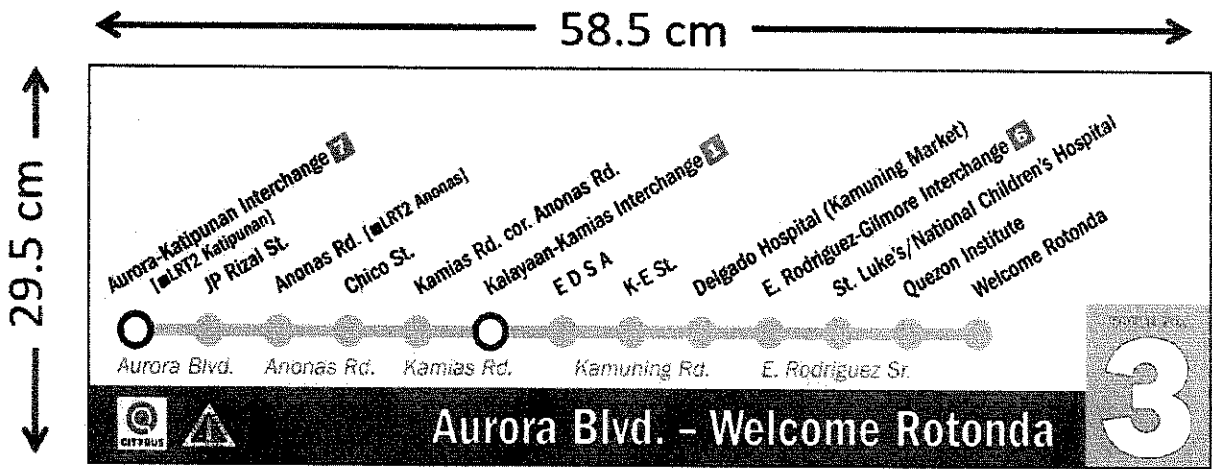 58.5 cm
29.5 cm
Aurora-Katipunan Interchange 7
[LRT2 Katipunan]
JP Rizal St.
Anonas Rd. [LRT2 Anonas]
Chico St.
Kamias Rd. cor. Anonas Rd.
Kalayaan-Kamias Interchange 1
E D S A
K-E St.
Delgado Hospital (Kamuning Market)
E. Rodriguez-Gilmore Interchange 6
St. Luke's/National Children's Hospital
Quezon Institute
Welcome Rotonda
Aurora Blvd. Anonas Rd. Kamias Rd. Kamuning Rd. E. Rodriguez Sr.
3
CITYBUS
Aurora Blvd. – Welcome Rotonda